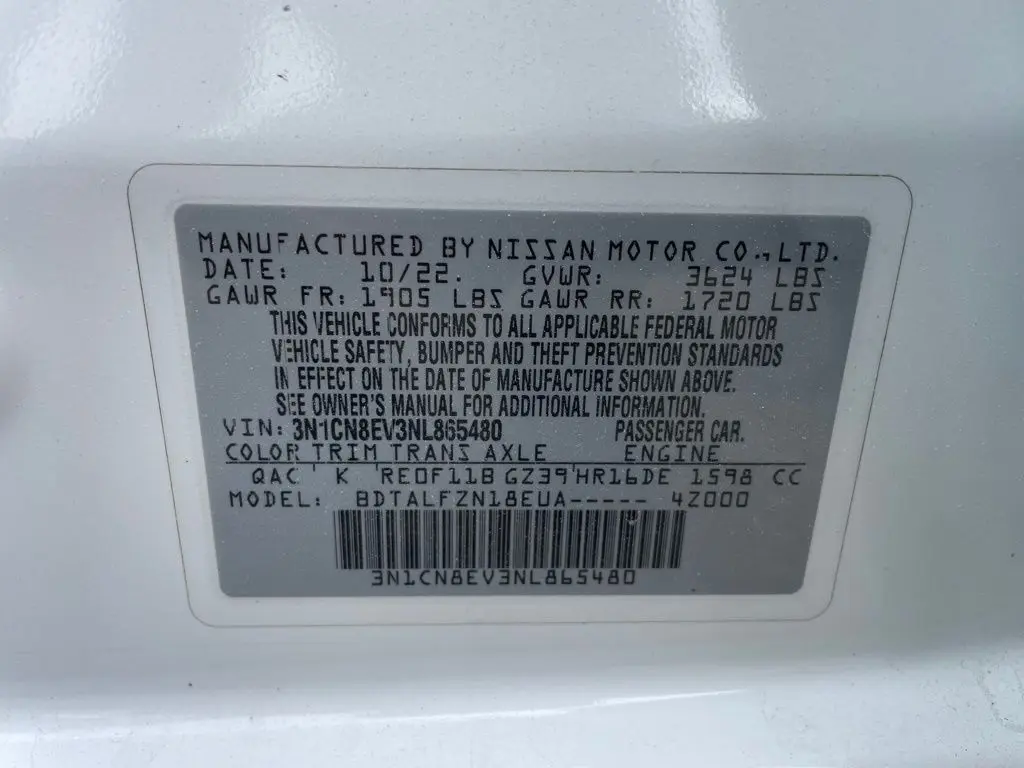 MANUFACTURED BY NISSAN MOTOR CO., LTD.
DATE: 10/22. GVWR: 3624 LBS
GAWR FR: 1905 LBS GAWR RR: 1720 LBS
THIS VEHICLE CONFORMS TO ALL APPLICABLE FEDERAL MOTOR
VEHICLE SAFETY, BUMPER AND THEFT PREVENTION STANDARDS
IN EFFECT ON THE DATE OF MANUFACTURE SHOWN ABOVE.
SEE OWNER'S MANUAL FOR ADDITIONAL INFORMATION.
VIN: 3N1CN8EV3NL865480 PASSENGER CAR.
COLOR TRIM TRANS AXLE ENGINE
QAC K RE0F11B GZ39 HR16DE 1598 CC
MODEL: BDTALFZN18EUA----- 4Z000
3N1CN8EV3NL865480